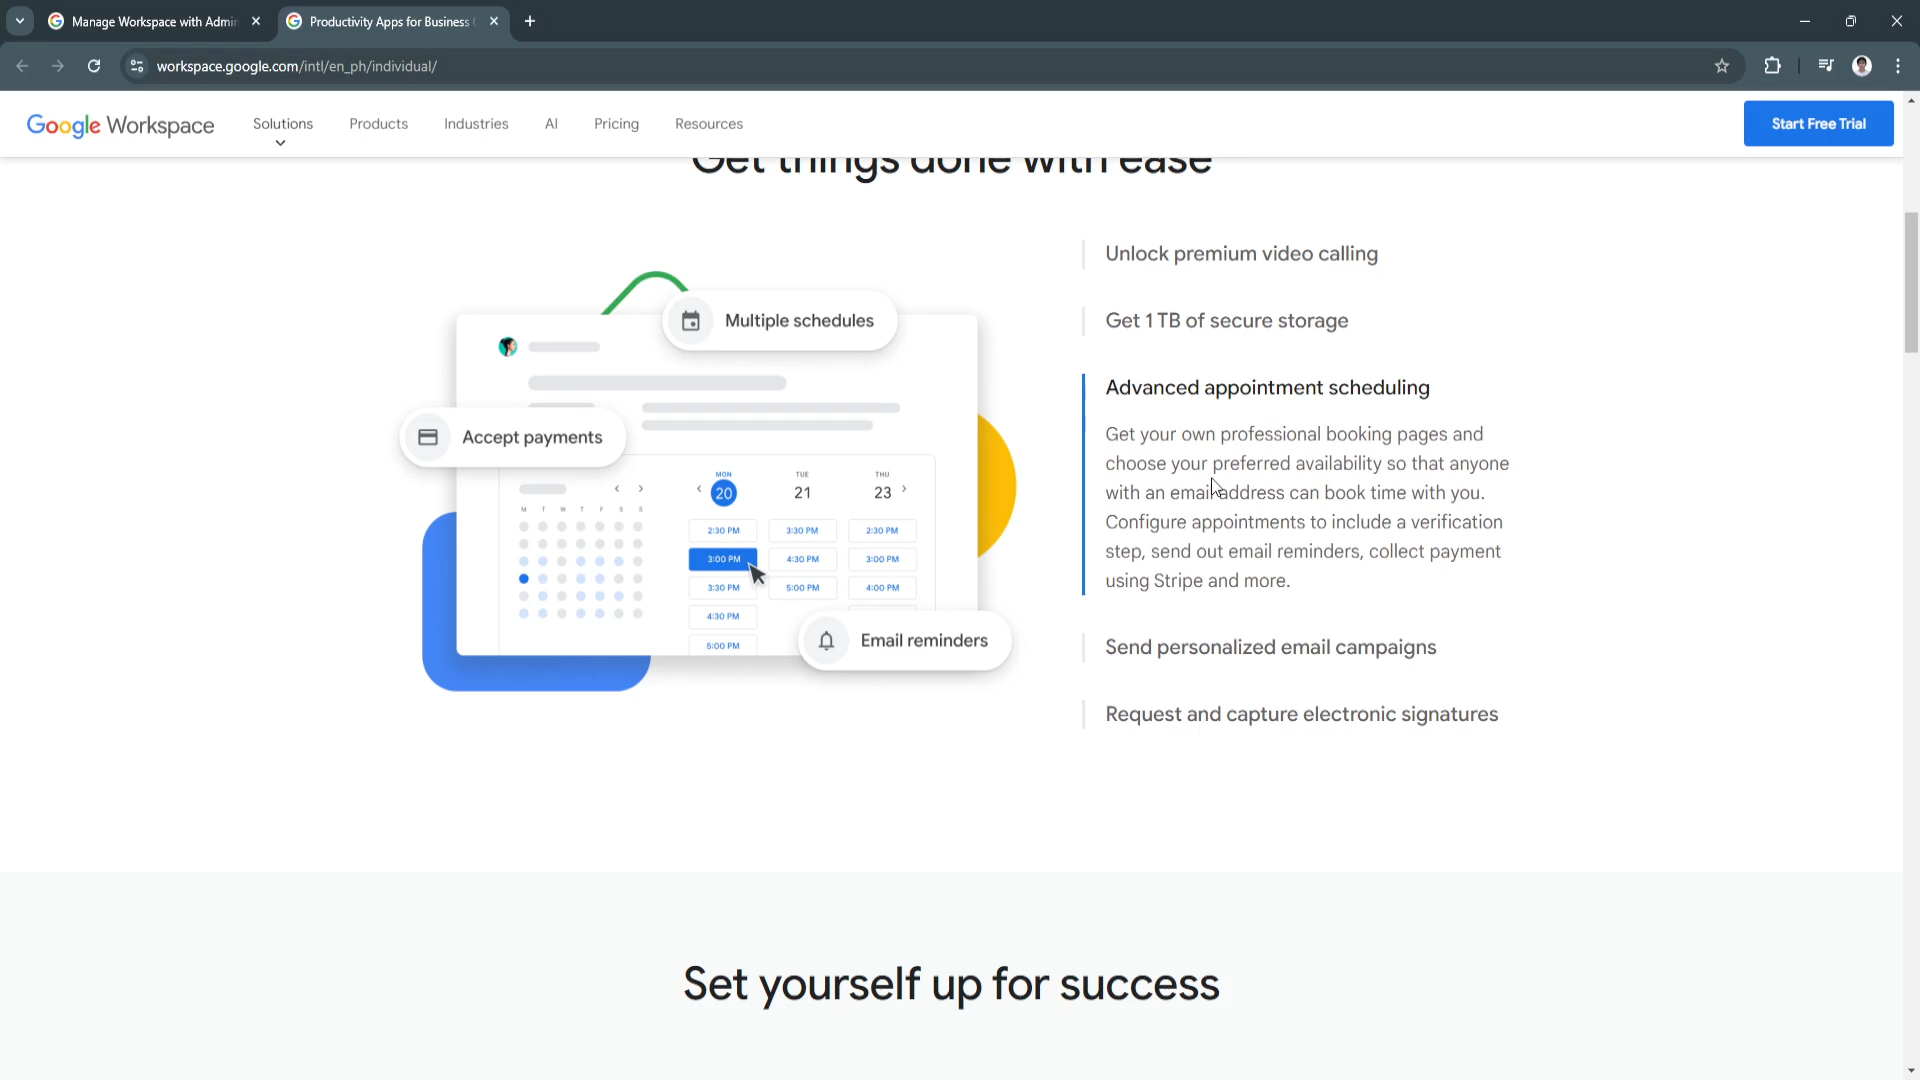 Manage Workspace with Admin
Productivity Apps for Business
workspace.google.com/intl/en_ph/individual/
Google Workspace
Solutions
Products
Industries
AI
Pricing
Resources
Start Free Trial
Get things done with ease
Unlock premium video calling
Get 1 TB of secure storage
Advanced appointment scheduling
Get your own professional booking pages and
choose your preferred availability so that anyone
with an email address can book time with you.
Configure appointments to include a verification
step, send out email reminders, collect payment
using Stripe and more.
Send personalized email campaigns
Request and capture electronic signatures
Multiple schedules
Accept payments
MON TUE THU
20 21 23
M T W T F S S
2:30 PM 3:30 PM 2:30 PM
3:00 PM 4:30 PM 3:00 PM
3:30 PM 5:00 PM 4:00 PM
4:30 PM
5:00 PM
Email reminders
Set yourself up for success